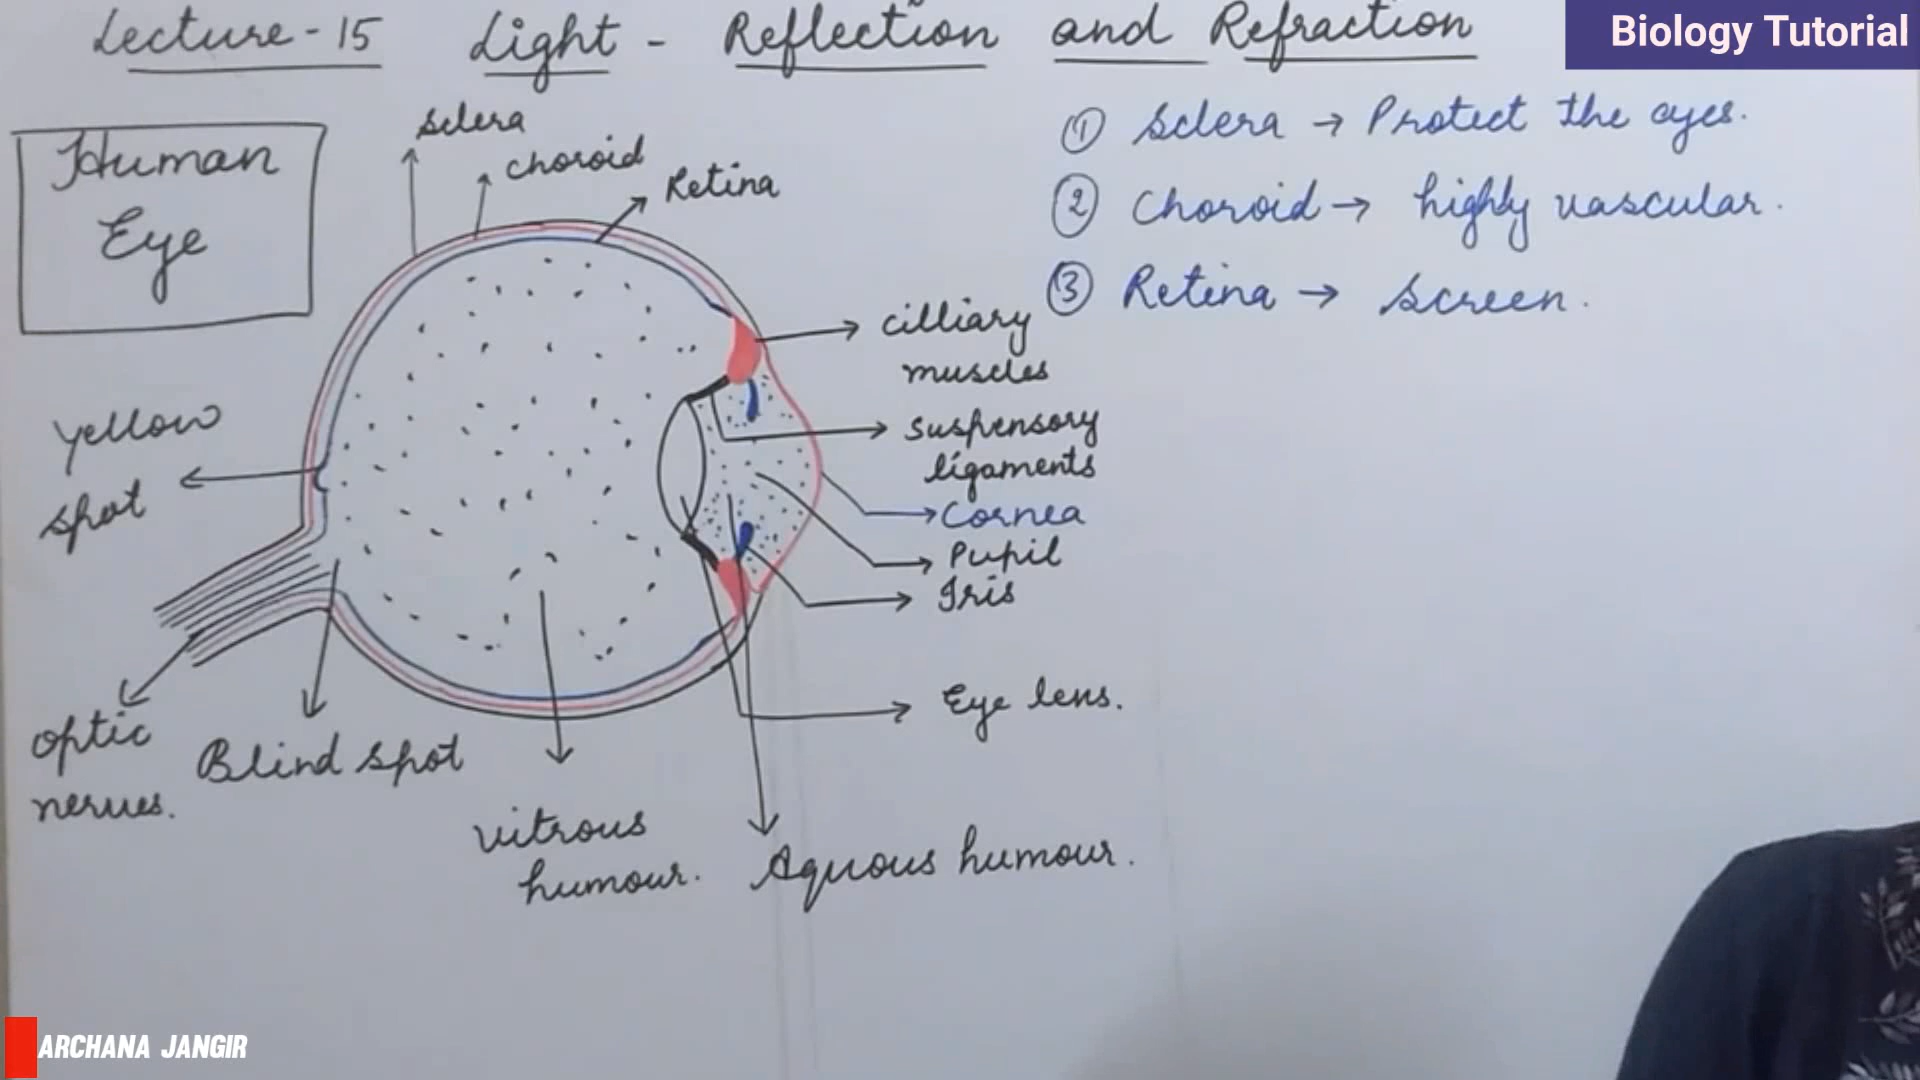 Lecture - 15 Light - Reflection and Refraction
Biology Tutorial
Human
Eye
sclera
choroid
Retina
① Sclera → Protect the eyes.
② Choroid → highly vascular.
③ Retina → screen.
cilliary
muscles
suspensory
ligaments
Cornea
Pupil
Iris
Eye lens.
Yellow
spot
optic
nerves.
Blind spot
vitrous
humour.
Aquous humour.
ARCHANA JANGIR